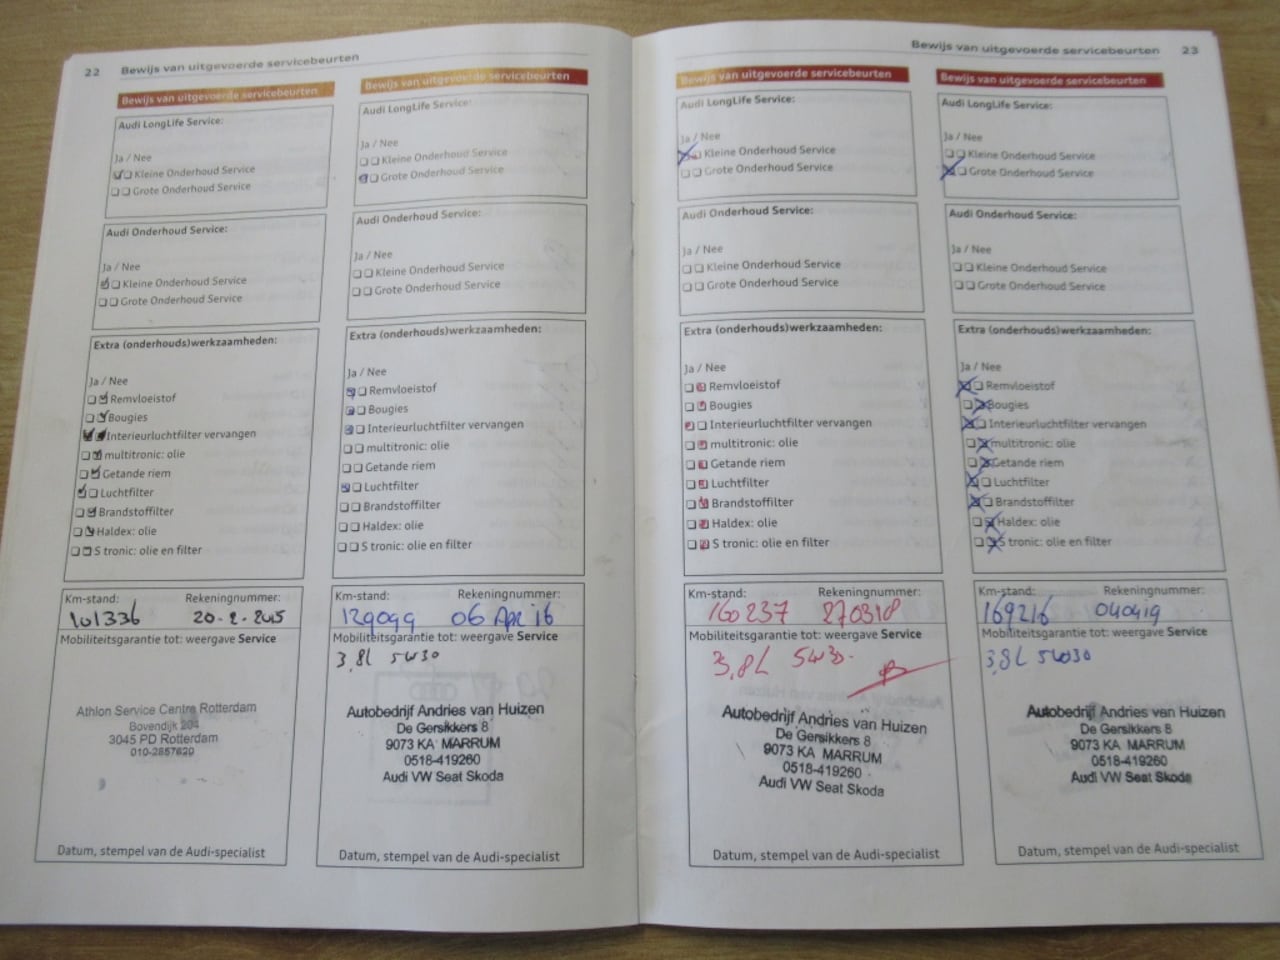 22 Bewijs van uitgevoerde servicebeurten
Bewijs van uitgevoerde servicebeurten
Audi LongLife Service:
Ja / Nee
Kleine Onderhoud Service
Grote Onderhoud Service
Audi Onderhoud Service:
Ja / Nee
Kleine Onderhoud Service
Grote Onderhoud Service
Extra (onderhouds)werkzaamheden:
Ja / Nee
Remvloeistof
Bougies
Interieurluchtfilter vervangen
multitronic: olie
Getande riem
Luchtfilter
Brandstoffilter
Haldex: olie
S tronic: olie en filter
Km-stand: Rekeningnummer:
101336 20-2-2015
Mobiliteitsgarantie tot: weergave Service
Athlon Service Centre Rotterdam
Bovendijk 204
3045 PD Rotterdam
010-2857620
Datum, stempel van de Audi-specialist
Bewijs van uitgevoerde servicebeurten
Audi LongLife Service:
Ja / Nee
Kleine Onderhoud Service
Grote Onderhoud Service
Audi Onderhoud Service:
Ja / Nee
Kleine Onderhoud Service
Grote Onderhoud Service
Extra (onderhouds)werkzaamheden:
Ja / Nee
Remvloeistof
Bougies
Interieurluchtfilter vervangen
multitronic: olie
Getande riem
Luchtfilter
Brandstoffilter
Haldex: olie
S tronic: olie en filter
Km-stand: Rekeningnummer:
129099 06 Apr 16
Mobiliteitsgarantie tot: weergave Service
3,8L 5W30
Autobedrijf Andries van Huizen
De Gersikkers 8
9073 KA MARRUM
0518-419260
Audi VW Seat Skoda
Datum, stempel van de Audi-specialist
Bewijs van uitgevoerde servicebeurten 23
Bewijs van uitgevoerde servicebeurten
Audi LongLife Service:
Ja / Nee
Kleine Onderhoud Service
Grote Onderhoud Service
Audi Onderhoud Service:
Ja / Nee
Kleine Onderhoud Service
Grote Onderhoud Service
Extra (onderhouds)werkzaamheden:
Ja / Nee
Remvloeistof
Bougies
Interieurluchtfilter vervangen
multitronic: olie
Getande riem
Luchtfilter
Brandstoffilter
Haldex: olie
S tronic: olie en filter
Km-stand: Rekeningnummer:
160237 270318
Mobiliteitsgarantie tot: weergave Service
3,8L 5W30.
Autobedrijf Andries van Huizen
De Gersikkers 8
9073 KA MARRUM
0518-419260
Audi VW Seat Skoda
Datum, stempel van de Audi-specialist
Bewijs van uitgevoerde servicebeurten
Audi LongLife Service:
Ja / Nee
Kleine Onderhoud Service
Grote Onderhoud Service
Audi Onderhoud Service:
Ja / Nee
Kleine Onderhoud Service
Grote Onderhoud Service
Extra (onderhouds)werkzaamheden:
Ja / Nee
Remvloeistof
Bougies
Interieurluchtfilter vervangen
multitronic: olie
Getande riem
Luchtfilter
Brandstoffilter
Haldex: olie
S tronic: olie en filter
Km-stand: Rekeningnummer:
169216 040419
Mobiliteitsgarantie tot: weergave Service
3,8L 5W30
Autobedrijf Andries van Huizen
De Gersikkers 8
9073 KA MARRUM
0518-419260
Audi VW Seat Skoda
Datum, stempel van de Audi-specialist